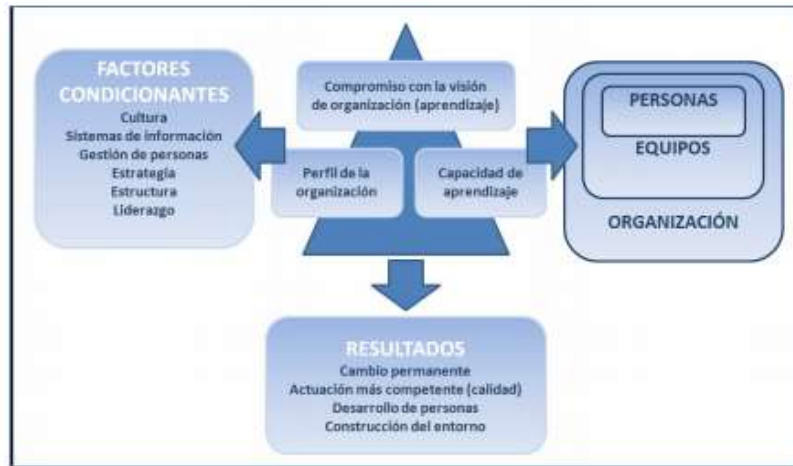 FACTORES
CONDICIONANTES
Cultura
Sistemas de información
Gestión de personas
Estrategia
Estructura
Liderazgo
Compromiso con la visión
de organización (aprendizaje)
Perfil de la
organización
Capacidad de
aprendizaje
PERSONAS
EQUIPOS
ORGANIZACIÓN
RESULTADOS
Cambio permanente
Actuación más competente (calidad)
Desarrollo de personas
Construcción del entorno